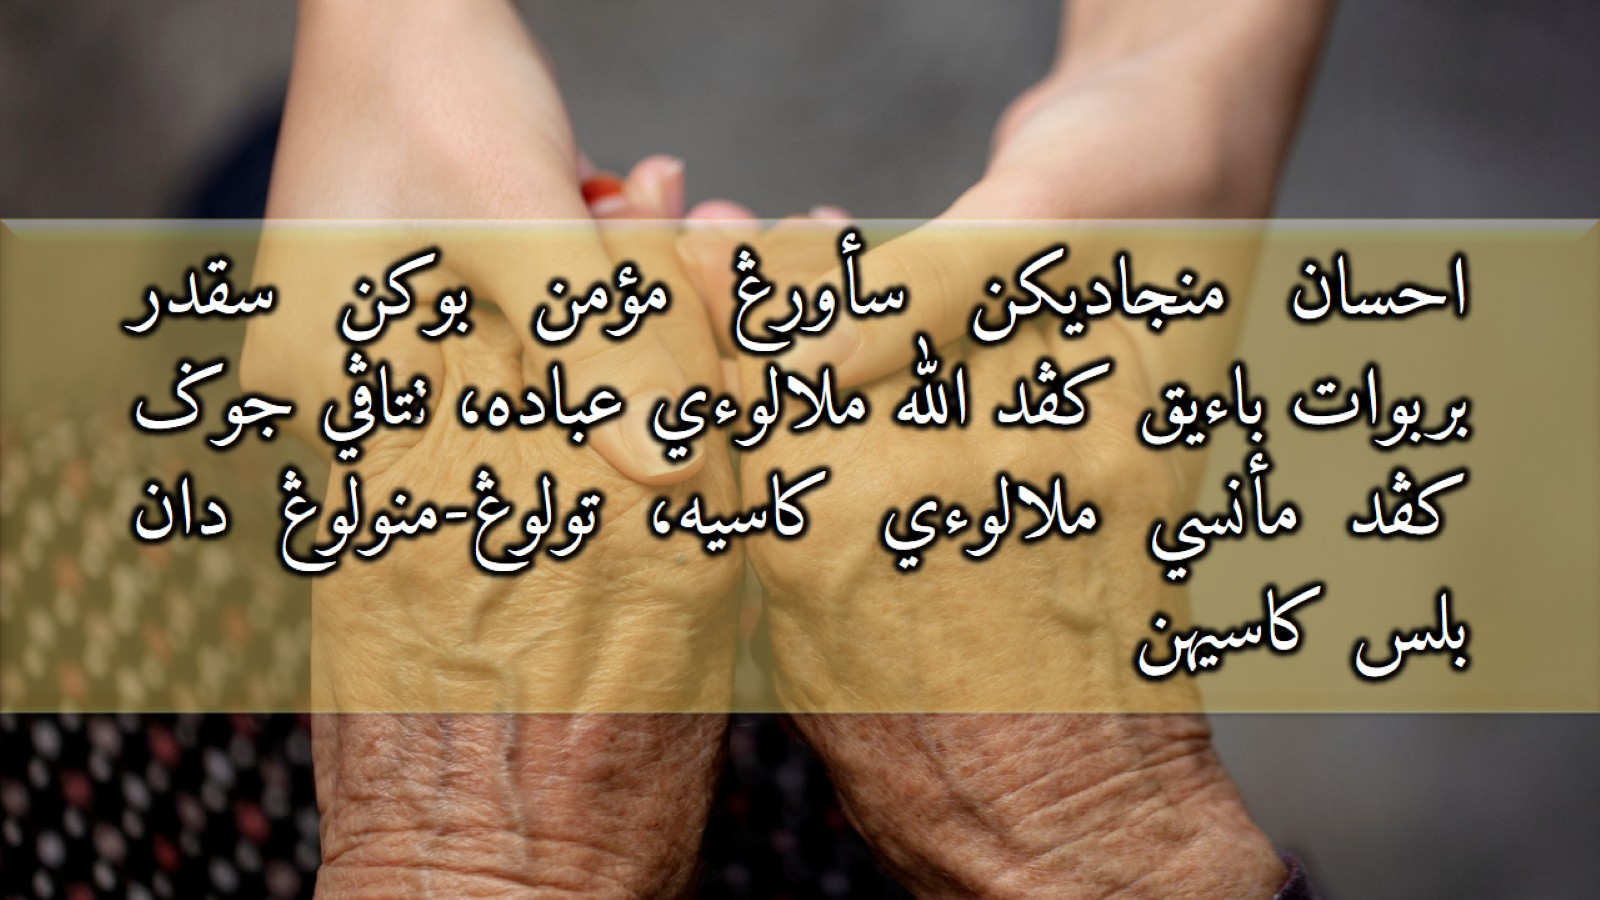 احسان منجاديكن سأورڠ مؤمن بوكن سقدر
بربوات باءيق كڤد الله ملالوءي عباده، تتاڤي جوݢ
كڤد مأنسي ملالوءي كاسيه، تولوڠ-منولوڠ دان
بلس كاسيهن